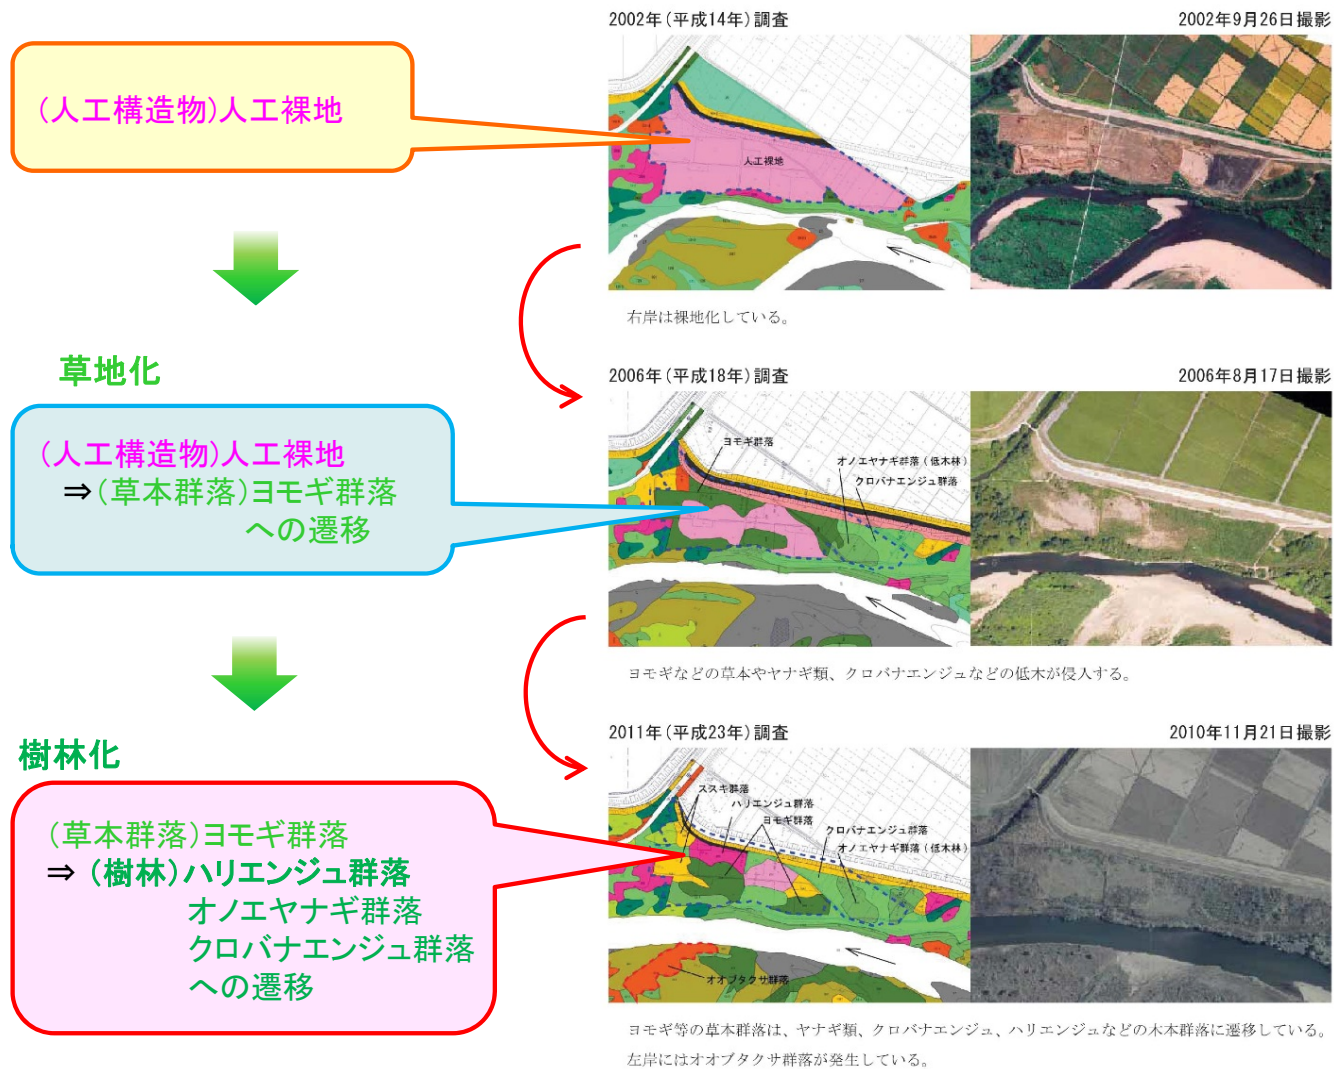 (人工構造物)人工裸地
草地化
(人工構造物)人工裸地
⇒(草本群落)ヨモギ群落
への遷移
樹林化
(草本群落)ヨモギ群落
⇒ (樹林)ハリエンジュ群落
オノエヤナギ群落
クロバナエンジュ群落
への遷移
2002年(平成14年)調査
2002年9月26日撮影
人工裸地
右岸は裸地化している。
2006年(平成18年)調査
2006年8月17日撮影
ヨモギ群落
オノエヤナギ群落(低木林)
クロバナエンジュ群落
ヨモギなどの草本やヤナギ類、クロバナエンジュなどの低木が侵入する。
2011年(平成23年)調査
2010年11月21日撮影
ススキ群落
ハリエンジュ群落
ヨモギ群落
クロバナエンジュ群落
オノエヤナギ群落(低木林)
オオブタクサ群落
ヨモギ等の草本群落は、ヤナギ類、クロバナエンジュ、ハリエンジュなどの木本群落に遷移している。
左岸にはオオブタクサ群落が発生している。